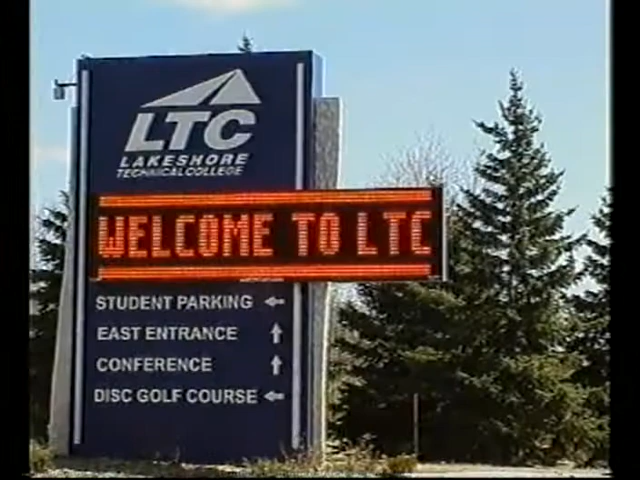 LTC
LAKESHORE
TECHNICAL COLLEGE
WELCOME TO LTC
STUDENT PARKING ←
EAST ENTRANCE ↑
CONFERENCE ↑
DISC GOLF COURSE ←